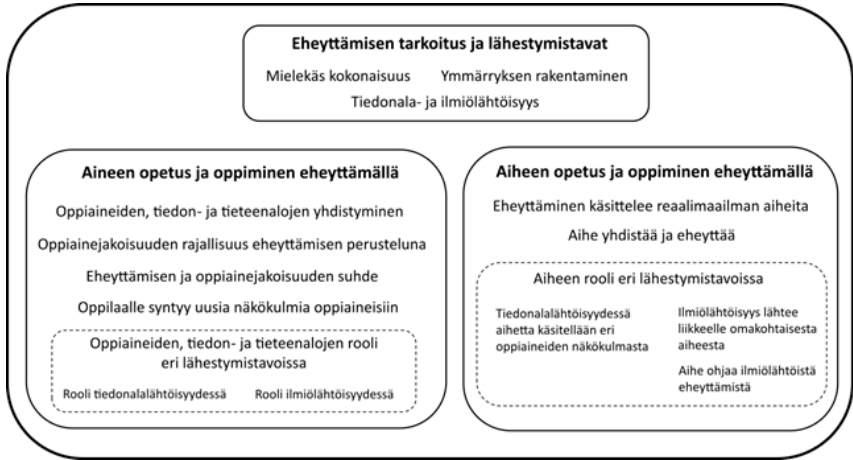 Eheyttämisen tarkoitus ja lähestymistavat
Mielekäs kokonaisuus
Ymmärryksen rakentaminen
Tiedonala- ja ilmiölähtöisyys
Aineen opetus ja oppiminen eheyttämällä
Oppiaineiden, tiedon- ja tieteenalojen yhdistyminen
Oppiainejakoisuuden rajallisuus eheyttämisen perusteluna
Eheyttämisen ja oppiainejakoisuuden suhde
Oppilaalle syntyy uusia näkökulmia oppiaineisiin
Oppiaineiden, tiedon- ja tieteenalojen rooli
eri lähestymistavoissa
Rooli tiedonalalähtöisyydessä
Rooli ilmiölähtöisyydessä
Aiheen opetus ja oppiminen eheyttämällä
Eheyttäminen käsittelee reaalimaailman aiheita
Aihe yhdistää ja eheyttää
Aiheen rooli eri lähestymistavoissa
Tiedonalalähtöisyydessä
aihetta käsitellään eri
oppiaineiden näkökulmasta
Ilmiölähtöisyys lähtee
liikkeelle omakohtaisesta
aiheesta
Aihe ohjaa ilmiölähtöistä
eheyttämistä